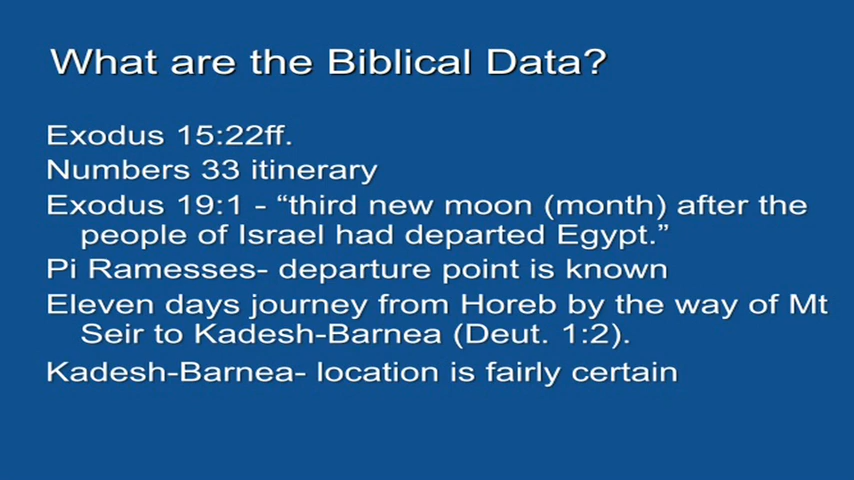 What are the Biblical Data?
Exodus 15:22ff.
Numbers 33 itinerary
Exodus 19:1 - “third new moon (month) after the
people of Israel had departed Egypt.”
Pi Ramesses- departure point is known
Eleven days journey from Horeb by the way of Mt
Seir to Kadesh-Barnea (Deut. 1:2).
Kadesh-Barnea- location is fairly certain